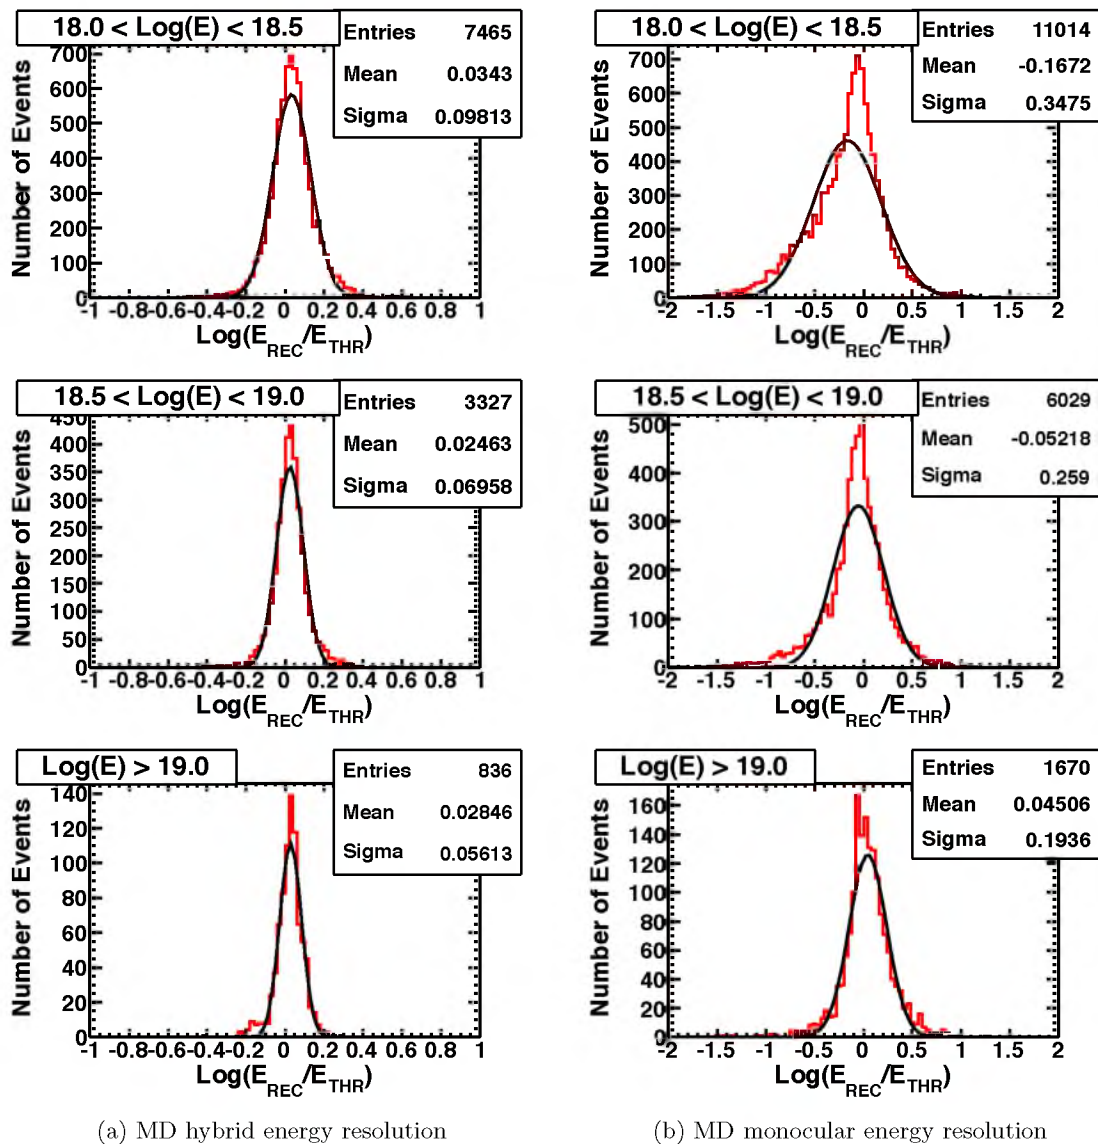 18.0 < Log(E) < 18.5
Entries 7465
Mean 0.0343
Sigma 0.09813
Number of Events
700
600
500
400
300
200
100
0
-1 -0.8 -0.6 -0.4 -0.2 0 0.2 0.4 0.6 0.8 1
Log(E_REC/E_THR)
18.0 < Log(E) < 18.5
Entries 11014
Mean -0.1672
Sigma 0.3475
Number of Events
700
600
500
400
300
200
100
0
-2 -1.5 -1 -0.5 0 0.5 1 1.5 2
Log(E_REC/E_THR)
18.5 < Log(E) < 19.0
Entries 3327
Mean 0.02463
Sigma 0.06958
Number of Events
450
400
350
300
250
200
150
100
50
0
-1 -0.8 -0.6 -0.4 -0.2 0 0.2 0.4 0.6 0.8 1
Log(E_REC/E_THR)
18.5 < Log(E) < 19.0
Entries 6029
Mean -0.05218
Sigma 0.259
Number of Events
500
400
300
200
100
0
-2 -1.5 -1 -0.5 0 0.5 1 1.5 2
Log(E_REC/E_THR)
Log(E) > 19.0
Entries 836
Mean 0.02846
Sigma 0.05613
Number of Events
140
120
100
80
60
40
20
0
-1 -0.8 -0.6 -0.4 -0.2 0 0.2 0.4 0.6 0.8 1
Log(E_REC/E_THR)
Log(E) > 19.0
Entries 1670
Mean 0.04506
Sigma 0.1936
Number of Events
160
140
120
100
80
60
40
20
0
-2 -1.5 -1 -0.5 0 0.5 1 1.5 2
Log(E_REC/E_THR)
(a) MD hybrid energy resolution
(b) MD monocular energy resolution